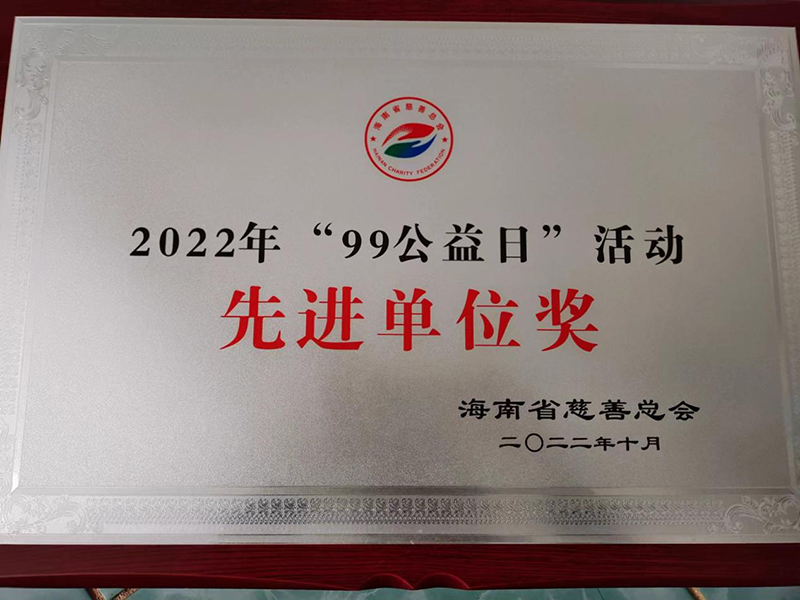 海南省慈善总会
HAINAN CHARITY FEDERATION
2022年“99公益日”活动
先进单位奖
海南省慈善总会
二〇二二年十月